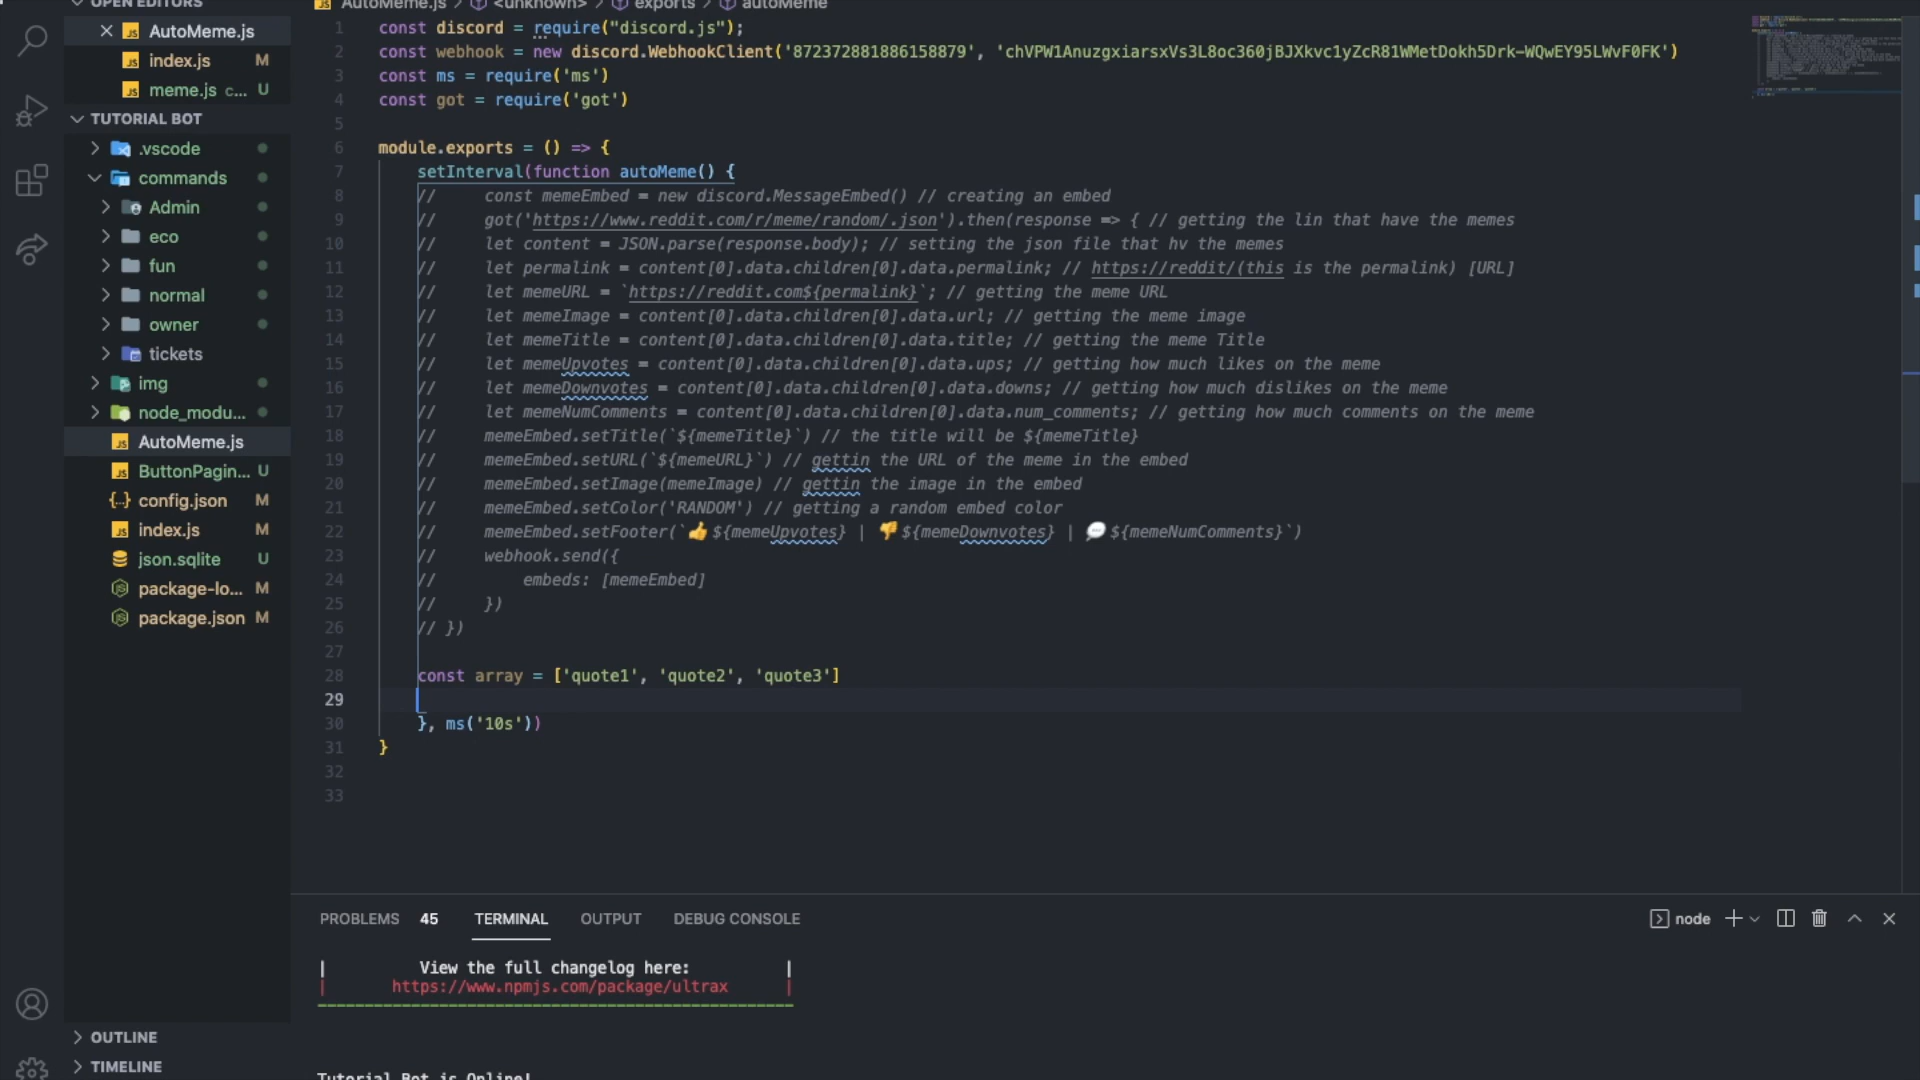 OPEN EDITORS
AutoMeme.js
index.js M
meme.js c... U
TUTORIAL BOT
.vscode
commands
Admin
eco
fun
normal
owner
tickets
img
node_modu...
AutoMeme.js
ButtonPagin... U
config.json M
index.js M
json.sqlite U
package-lo... M
package.json M
OUTLINE
TIMELINE
AutoMeme.js > <unknown> > exports > autoMeme
1 const discord = require("discord.js");
2 const webhook = new discord.WebhookClient('872372881886158879', 'chVPW1AnuzgxiarsxVs3L8oc360jBJXkvc1yZcR81WMetDokh5Drk-WQwEY95LWvF0FK')
3 const ms = require('ms')
4 const got = require('got')
5
6 module.exports = () => {
7 setInterval(function autoMeme() {
8 // const memeEmbed = new discord.MessageEmbed() // creating an embed
9 // got('https://www.reddit.com/r/meme/random/.json').then(response => { // getting the lin that have the memes
10 // let content = JSON.parse(response.body); // setting the json file that hv the memes
11 // let permalink = content[0].data.children[0].data.permalink; // https://reddit/(this is the permalink) [URL]
12 // let memeURL = `https://reddit.com${permalink}`; // getting the meme URL
13 // let memeImage = content[0].data.children[0].data.url; // getting the meme image
14 // let memeTitle = content[0].data.children[0].data.title; // getting the meme Title
15 // let memeUpvotes = content[0].data.children[0].data.ups; // getting how much likes on the meme
16 // let memeDownvotes = content[0].data.children[0].data.downs; // getting how much dislikes on the meme
17 // let memeNumComments = content[0].data.children[0].data.num_comments; // getting how much comments on the meme
18 // memeEmbed.setTitle(`${memeTitle}`) // the title will be ${memeTitle}
19 // memeEmbed.setURL(`${memeURL}`) // gettin the URL of the meme in the embed
20 // memeEmbed.setImage(memeImage) // gettin the image in the embed
21 // memeEmbed.setColor('RANDOM') // getting a random embed color
22 // memeEmbed.setFooter(`👍 ${memeUpvotes} | 👎 ${memeDownvotes} | 💬 ${memeNumComments}`)
23 // webhook.send({
24 // embeds: [memeEmbed]
25 // })
26 // })
27
28 const array = ['quote1', 'quote2', 'quote3']
29
30 }, ms('10s'))
31 }
32
33
PROBLEMS 45 TERMINAL OUTPUT DEBUG CONSOLE
node
| View the full changelog here: |
| https://www.npmjs.com/package/ultrax |
Tutorial Bot is Online!